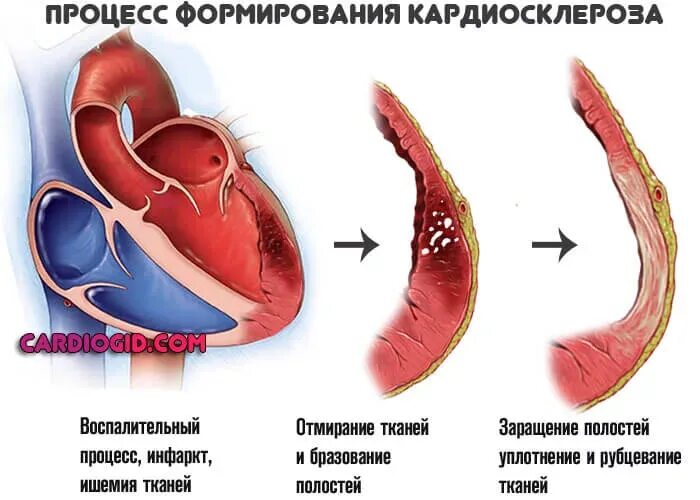 ПРОЦЕСС ФОРМИРОВАНИЯ КАРДИОСКЛЕРОЗА
CARDIOGID.COM
Воспалительный
процесс, инфаркт,
ишемия тканей
Отмирание тканей
и бразование
полостей
Заращение полостей
уплотнение и рубцевание
тканей